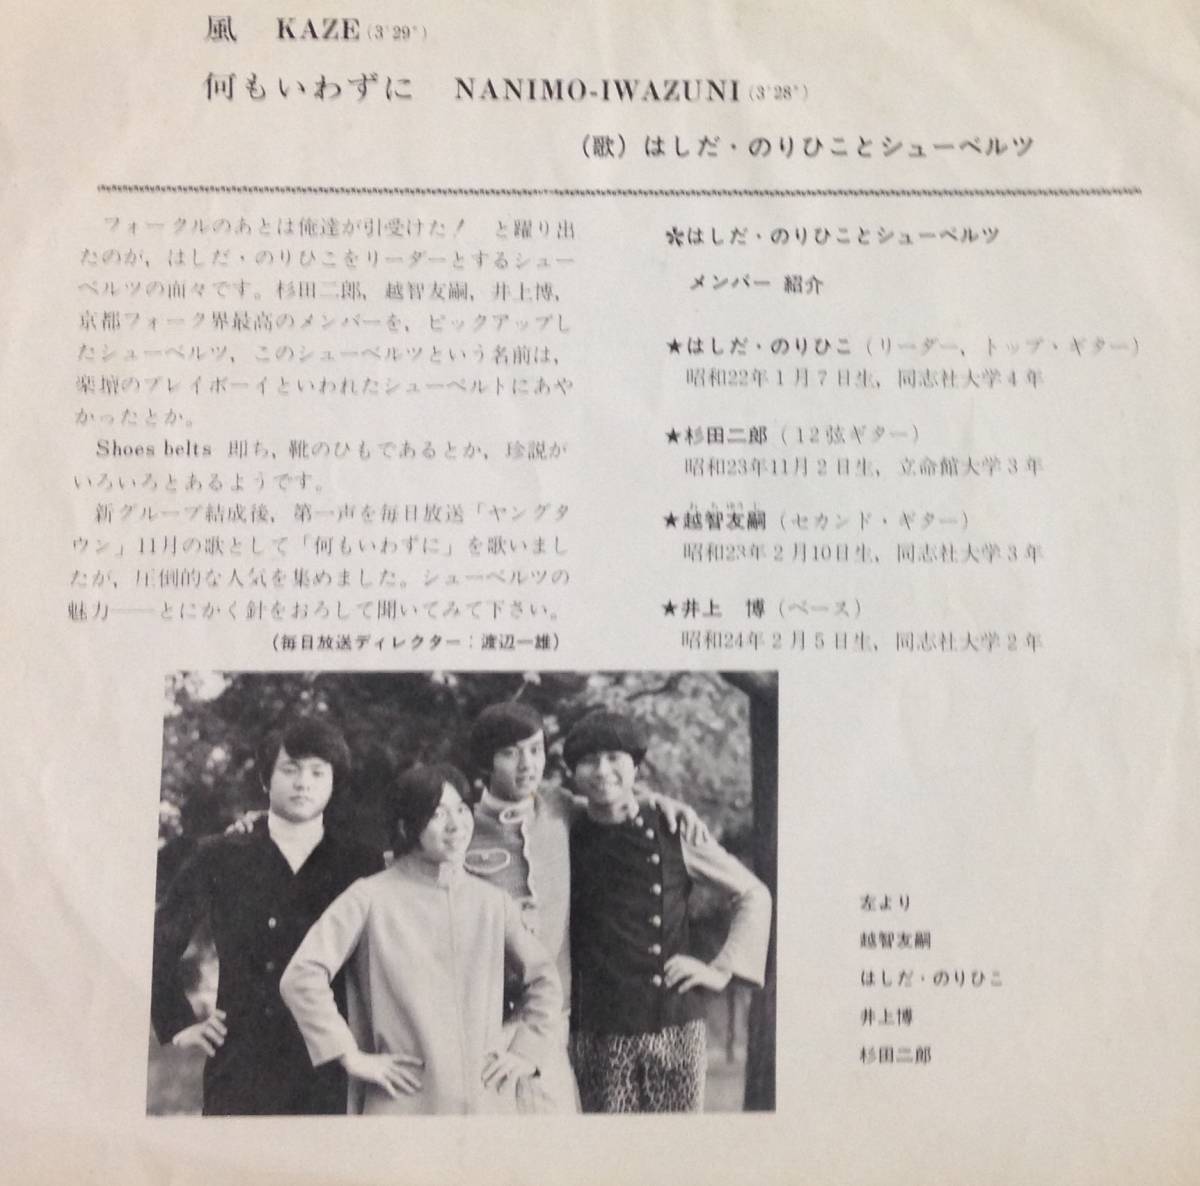 風　KAZE (3'29")
何もいわずに　NANIMO-IWAZUNI (3'28")
（歌）はしだ・のりひことシューベルツ
フォークルのあとは俺達が引受けた！　と躍り出
たのが，はしだ・のりひこをリーダーとするシュー
ベルツの面々です。杉田二郎，越智友嗣，井上博，
京都フォーク界最高のメンバーを，ピックアップし
たシューベルツ，このシューベルツという名前は，
楽壇のプレイボーイといわれたシューベルトにあや
かったとか。
Shoes belts 即ち，靴のひもであるとか，珍説が
いろいろとあるようです。
新グループ結成後，第一声を毎日放送「ヤングタ
ウン」11月の歌として「何もいわずに」を歌いまし
たが，圧倒的な人気を集めました。シューベルツの
魅力──とにかく針をおろして聞いてみて下さい。
（毎日放送ディレクター：渡辺一雄）
＊はしだ・のりひことシューベルツ
メンバー 紹介
★はしだ・のりひこ（リーダー，トップ・ギター）
昭和22年1月7日生，同志社大学4年
★杉田二郎（12弦ギター）
昭和23年11月2日生，立命館大学3年
★越智友嗣（セカンド・ギター）
昭和23年2月10日生，同志社大学3年
★井上　博（ベース）
昭和24年2月5日生，同志社大学2年
左より
越智友嗣
はしだ・のりひこ
井上博
杉田二郎